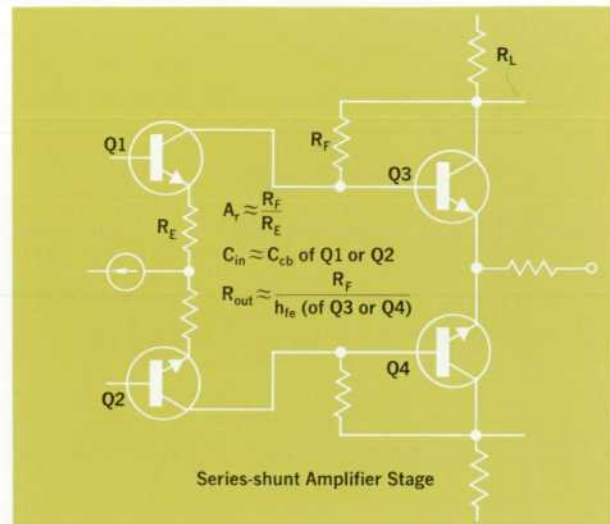 R_L
Q1
R_F
Q3
R_E
A_r ≈ R_F / R_E
C_in ≈ C_cb of Q1 or Q2
R_out ≈ R_F / h_fe (of Q3 or Q4)
Q2
Q4
Series-shunt Amplifier Stage